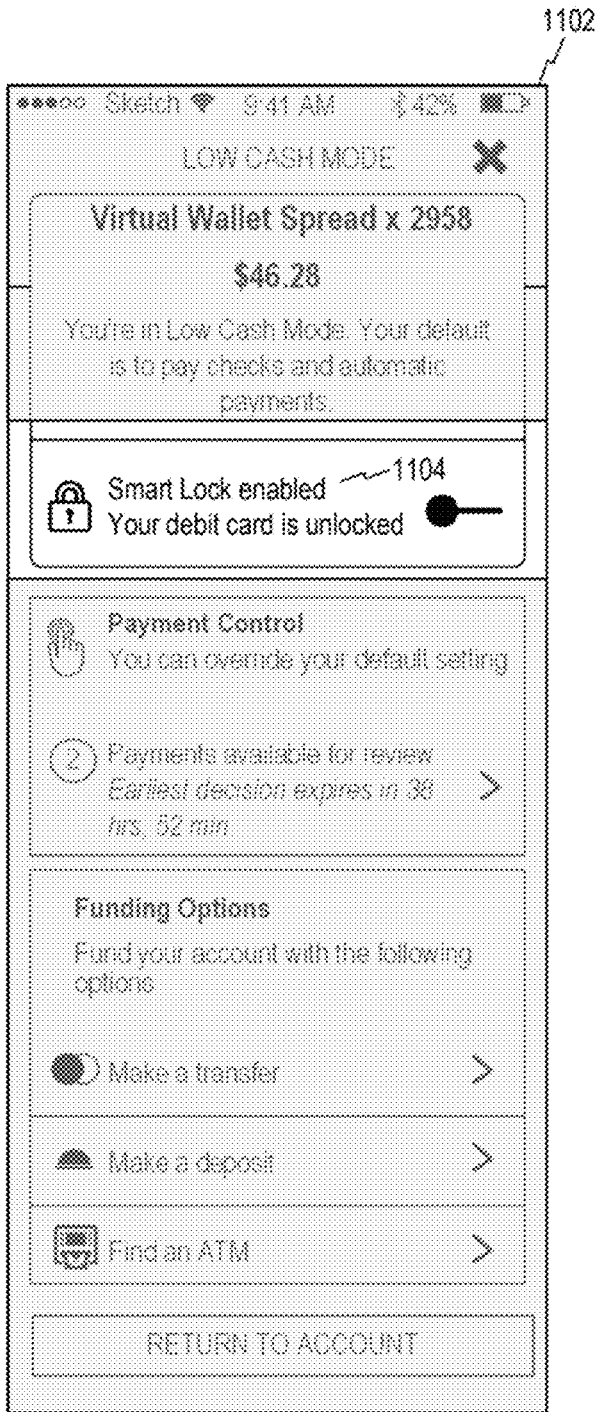 1102
Sketch 9:41 AM 42%
LOW CASH MODE
Virtual Wallet Spread x 2958
$46.28
You're in Low Cash Mode. Your default
is to pay checks and automatic
payments.
Smart Lock enabled 1104
Your debit card is unlocked
Payment Control
You can override your default setting
2 Payments available for review
Earliest decision expires in 38
hrs, 52 min
Funding Options
Fund your account with the following
options
Make a transfer
Make a deposit
Find an ATM
RETURN TO ACCOUNT